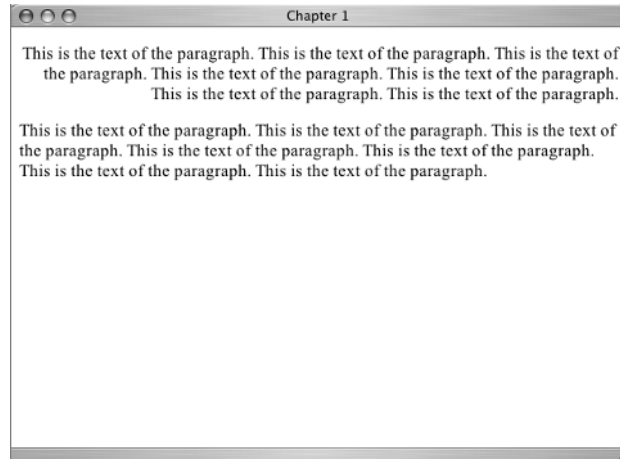 Chapter 1
This is the text of the paragraph. This is the text of the paragraph. This is the text of
the paragraph. This is the text of the paragraph. This is the text of the paragraph.
This is the text of the paragraph. This is the text of the paragraph.
This is the text of the paragraph. This is the text of the paragraph. This is the text of
the paragraph. This is the text of the paragraph. This is the text of the paragraph.
This is the text of the paragraph. This is the text of the paragraph.